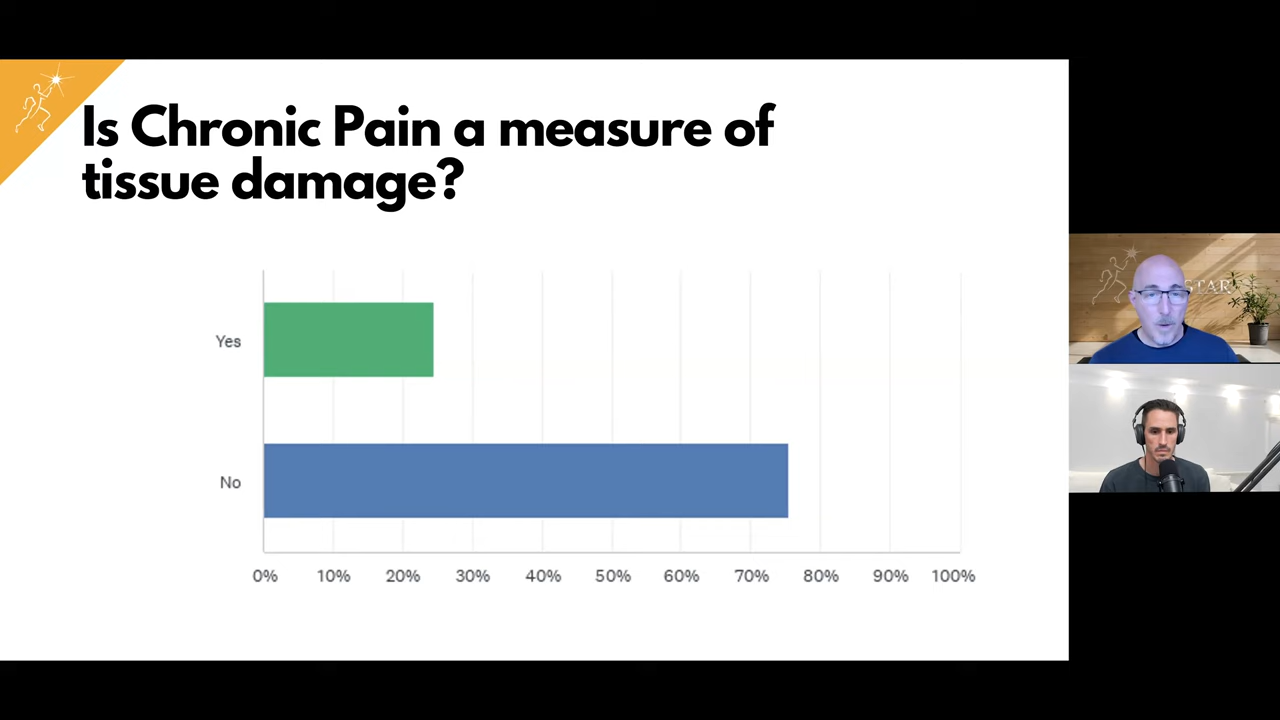 Is Chronic Pain a measure of
tissue damage?
Yes
No
0% 10% 20% 30% 40% 50% 60% 70% 80% 90% 100%